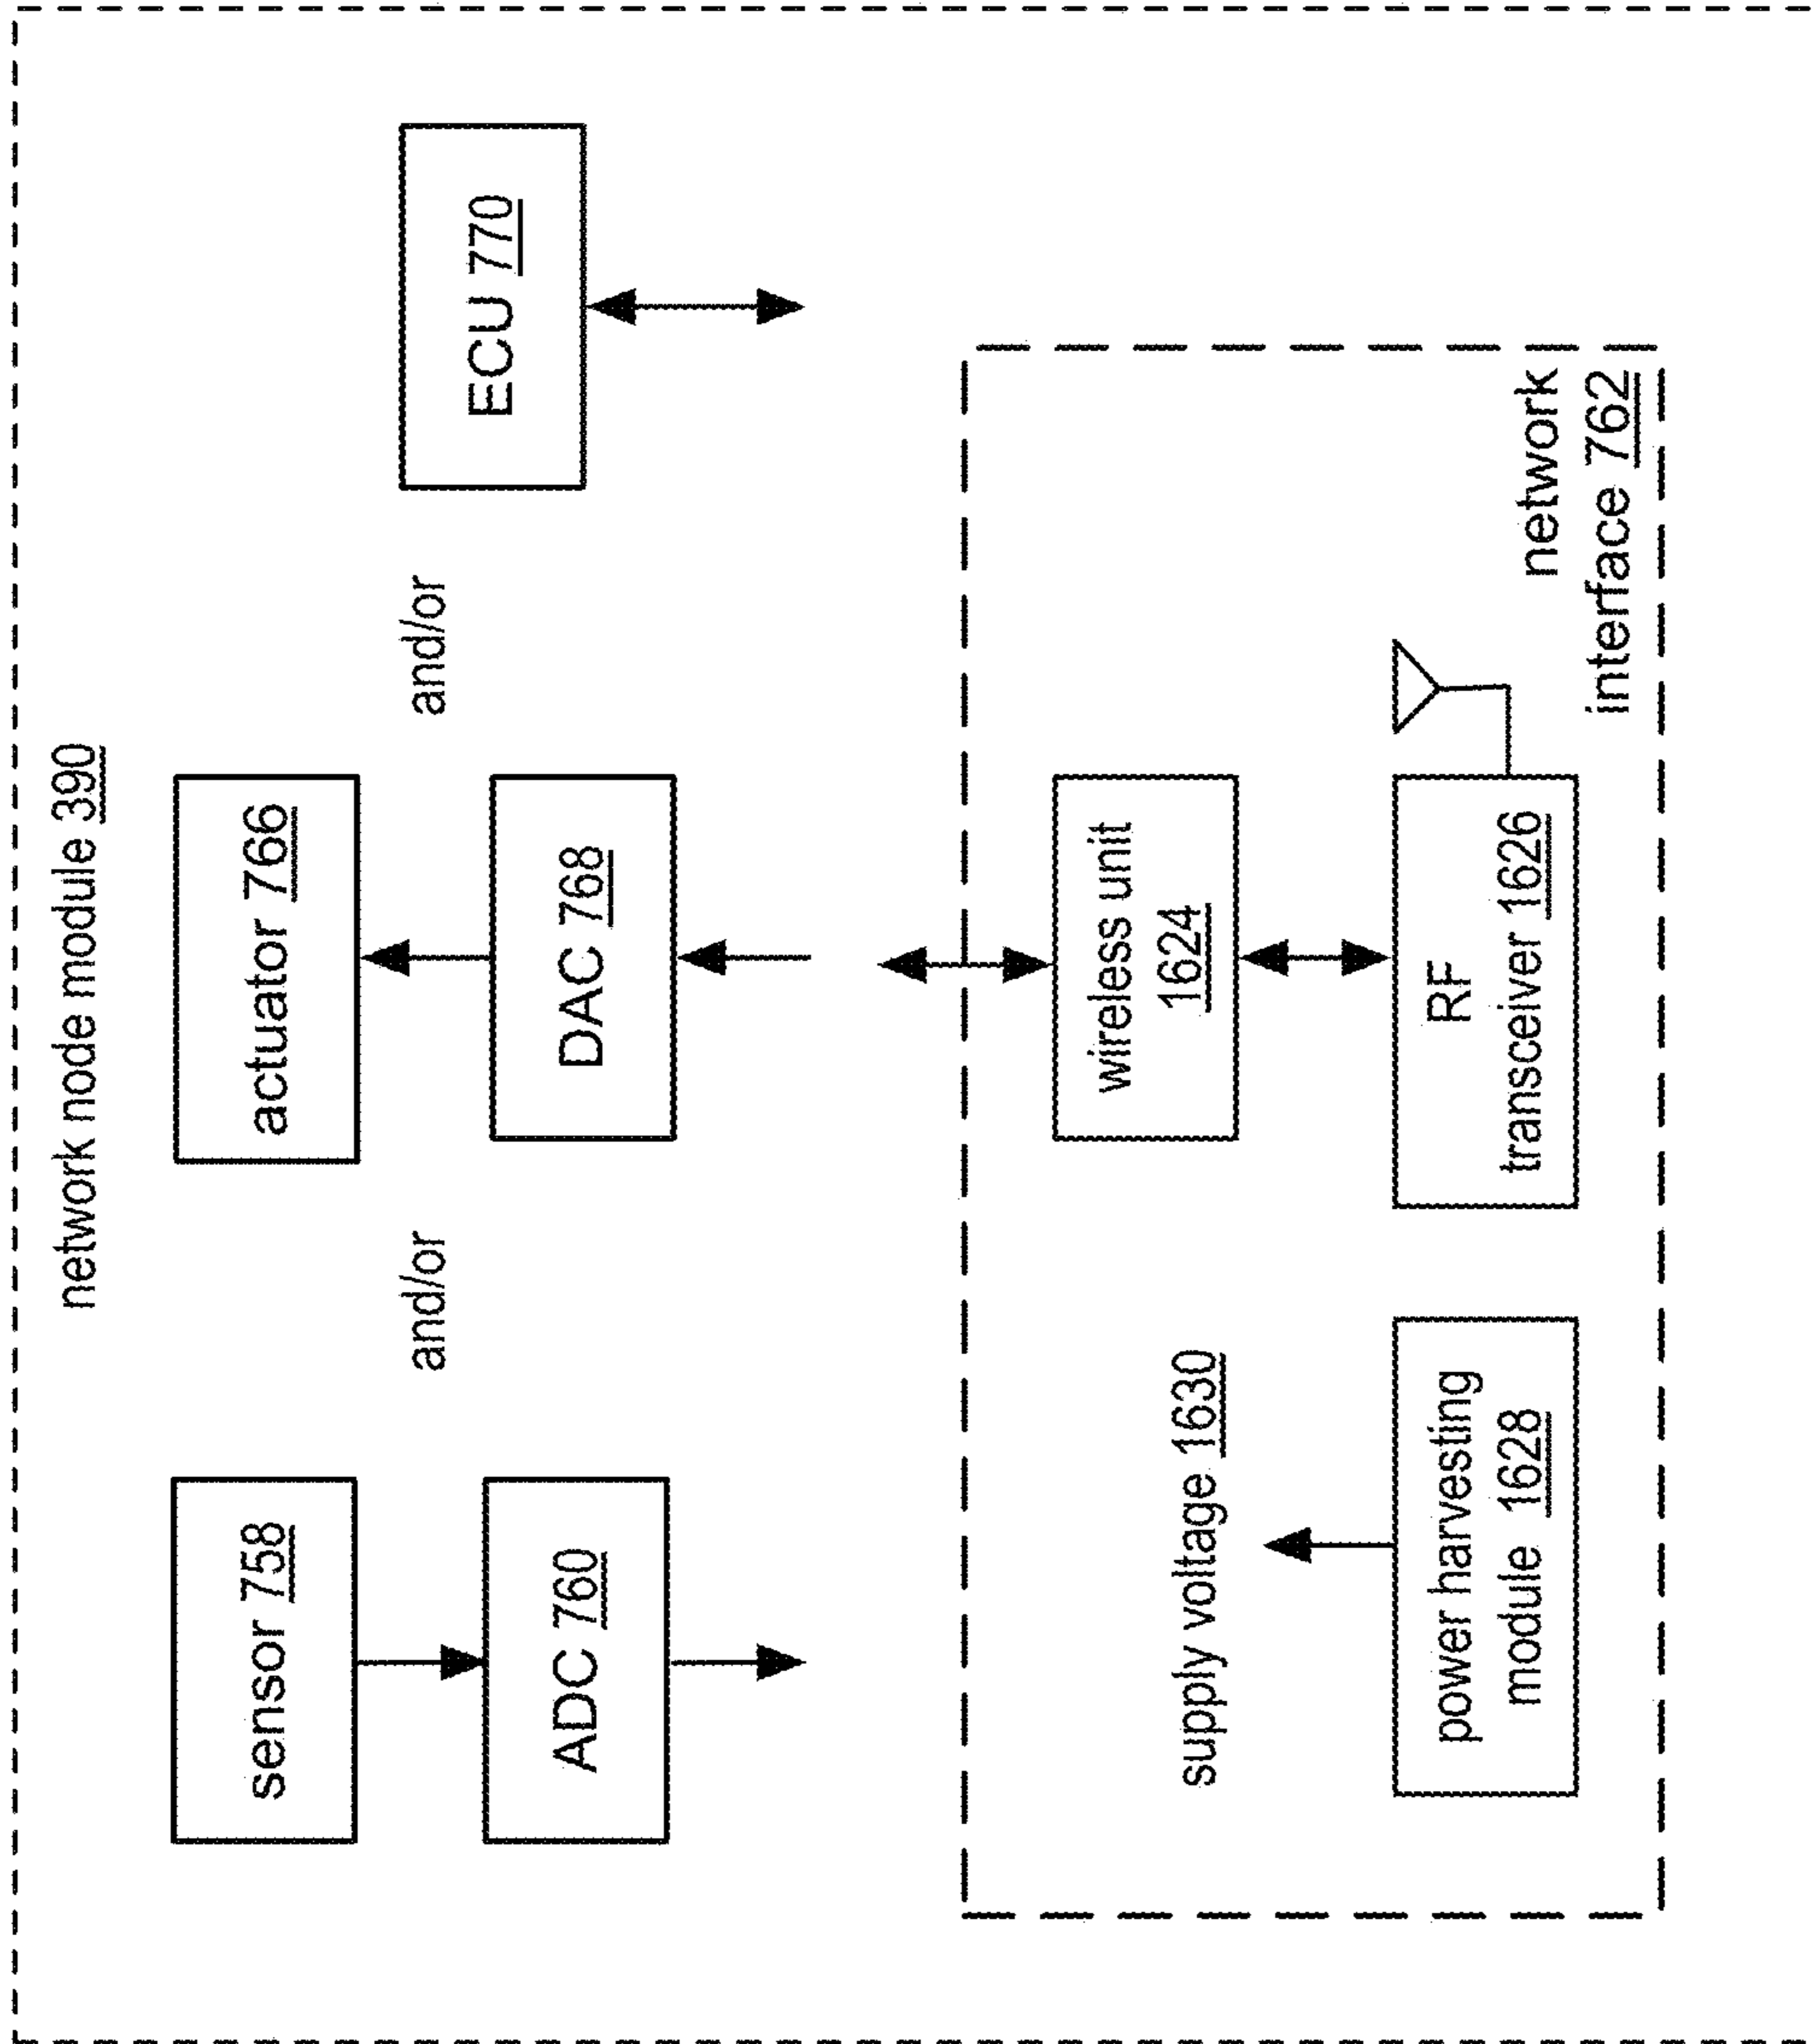 network node module 390
sensor 758
ADC 760
and/or
actuator 766
DAC 768
and/or
ECU 770
supply voltage 1630
power harvesting
module 1628
wireless unit
1624
RF
transceiver 1626
network
interface 762